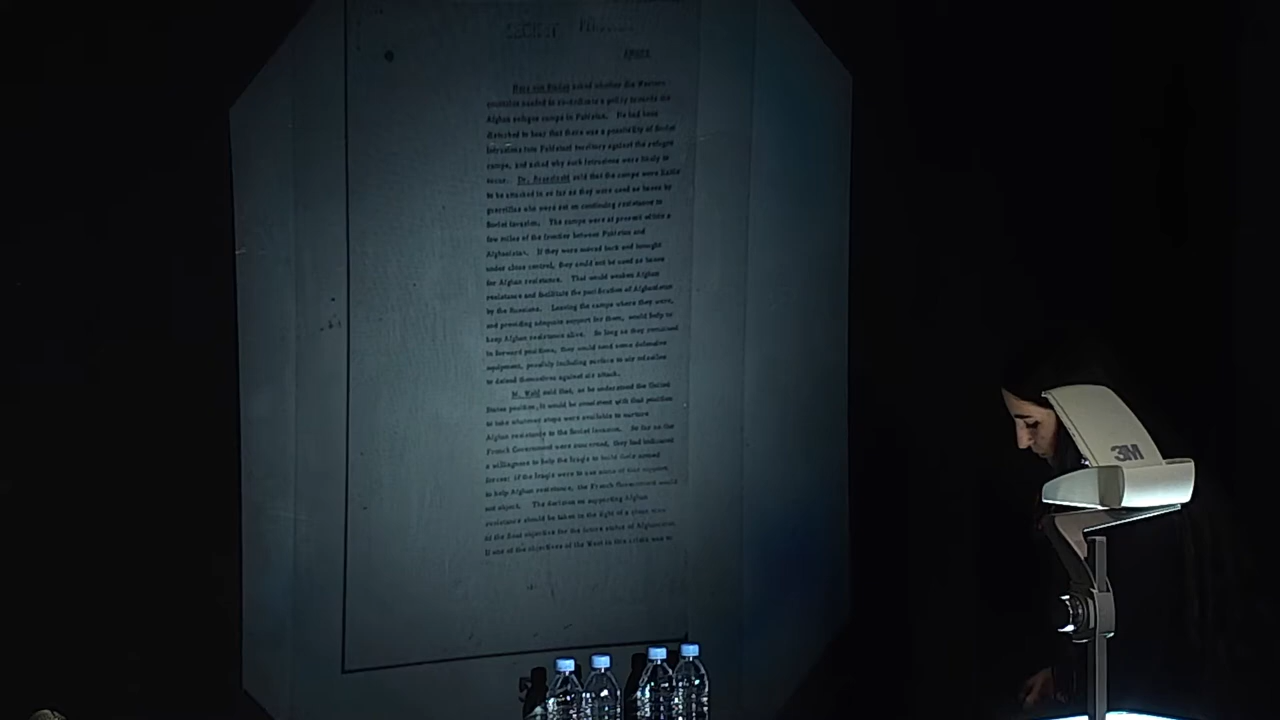 SECRET
Herr von Staden asked whether the Western
countries needed to co-ordinate a policy towards the
Afghan refugee camps in Pakistan. He had been
disturbed to hear that there was a possibility of Soviet
intrusions into Pakistani territory against the refugee
camps, and asked why such intrusions were likely to
occur. Dr. Brzezinski said that the camps were liable
to be attacked in so far as they were used as bases by
guerrillas who were set on continuing resistance to
Soviet invasion. The camps were at present within a
few miles of the frontier between Pakistan and
Afghanistan. If they were moved back and brought
under close control, they could not be used as bases
for Afghan resistance. That would weaken Afghan
resistance and facilitate the pacification of Afghanistan
by the Russians. Leaving the camps where they were,
and providing adequate support for them, would help to
keep Afghan resistance alive. So long as they remained
in forward positions, they would need some defensive
equipment, possibly including surface to air missiles
to defend themselves against air attack.
M. Wahl said that, as he understood the United
States position, it would be consistent with that position
to take whatever steps were available to nurture
Afghan resistance to the Soviet invasion. So far as the
French Government were concerned, they had indicated
a willingness to help the Iraqis to build their armed
forces: if the Iraqis were to use some of that support
to help Afghan resistance, the French Government would
not object. The decision on supporting Afghan
resistance should be taken in the light of a clear view
of the final objective for the future status of Afghanistan.
If one of the objectives of the West in this crisis was to
3M